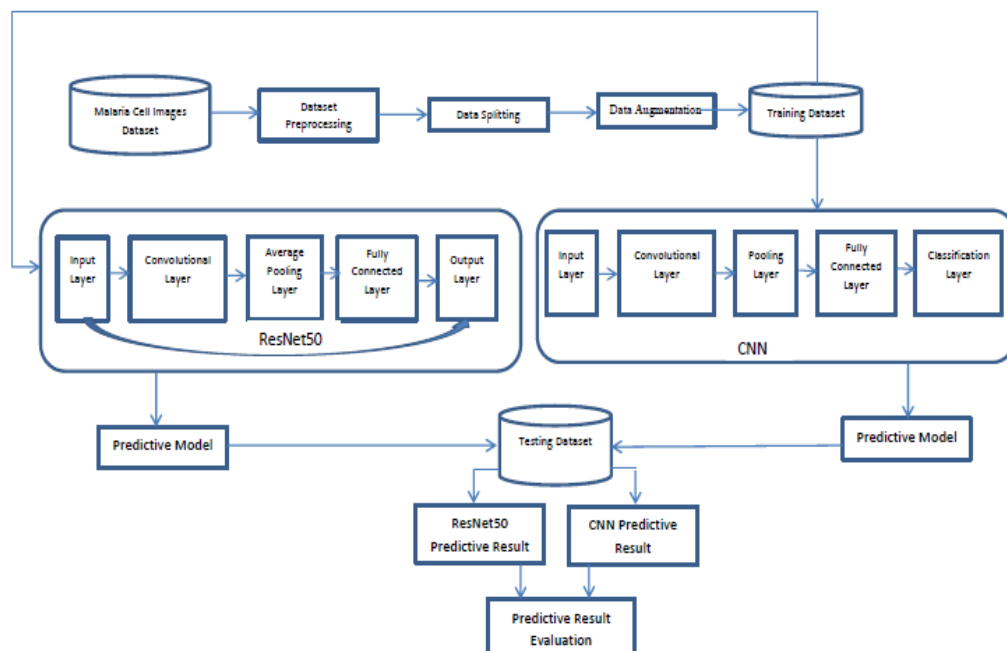 Malaria Cell Images
Dataset
Dataset
Preprocessing
Data Splitting
Data Augmentation
Training Dataset
Input
Layer
Convolutional
Layer
Average
Pooling
Layer
Fully
Connected
Layer
Output
Layer
ResNet50
Input
Layer
Convolutional
Layer
Pooling
Layer
Fully
Connected
Layer
Classification
Layer
CNN
Predictive Model
Testing Dataset
Predictive Model
ResNet50
Predictive Result
CNN Predictive
Result
Predictive Result
Evaluation